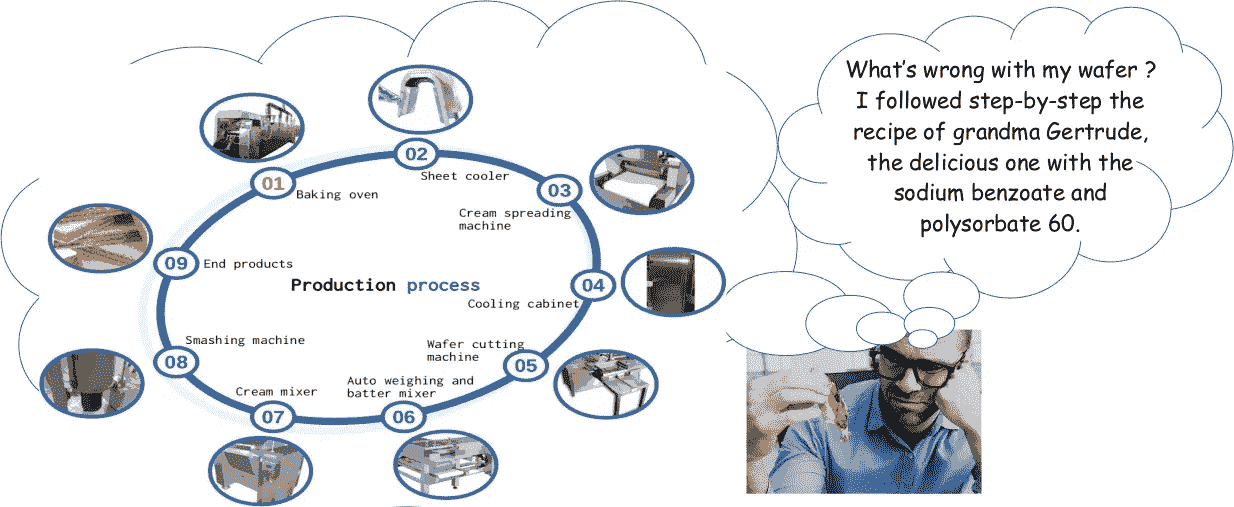 01
Baking oven
02
Sheet cooler
03
Cream spreading
machine
04
Cooling cabinet
05
Wafer cutting
machine
06
Auto weighing and
batter mixer
07
Cream mixer
08
Smashing machine
09
End products
Production process
What's wrong with my wafer ?
I followed step-by-step the
recipe of grandma Gertrude,
the delicious one with the
sodium benzoate and
polysorbate 60.